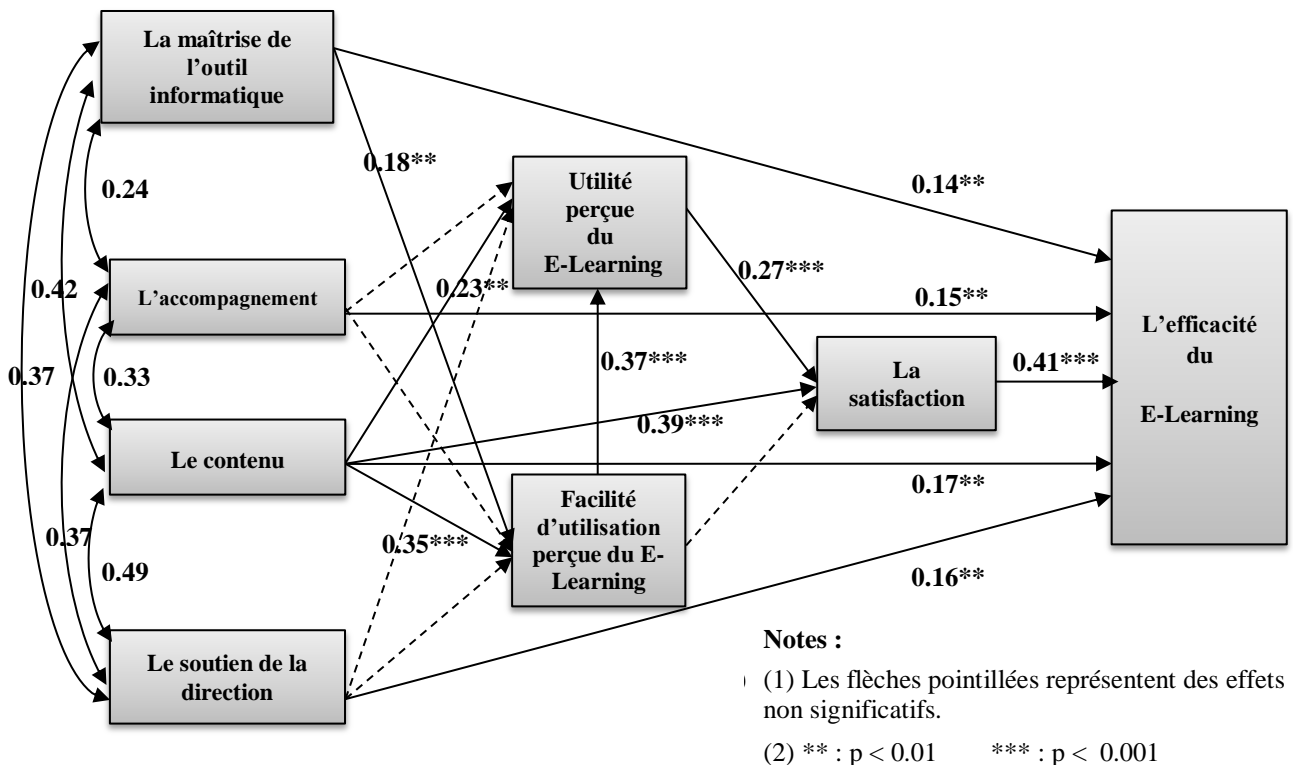 La maîtrise de
l’outil
informatique
0.18**
0.24
0.14**
Utilité
perçue
du
E-Learning
0.27***
L’accompagnement
0.23**
0.42
0.15**
L’efficacité
du
E-Learning
0.37
0.33
0.37***
La
satisfaction
0.41***
0.39***
Le contenu
0.17**
Facilité
d’utilisation
perçue du E-
Learning
0.35***
0.37
0.49
0.16**
Le soutien de la
direction
Notes :
) (1) Les flèches pointillées représentent des effets
non significatifs.
(2) ** : p < 0.01 *** : p < 0.001